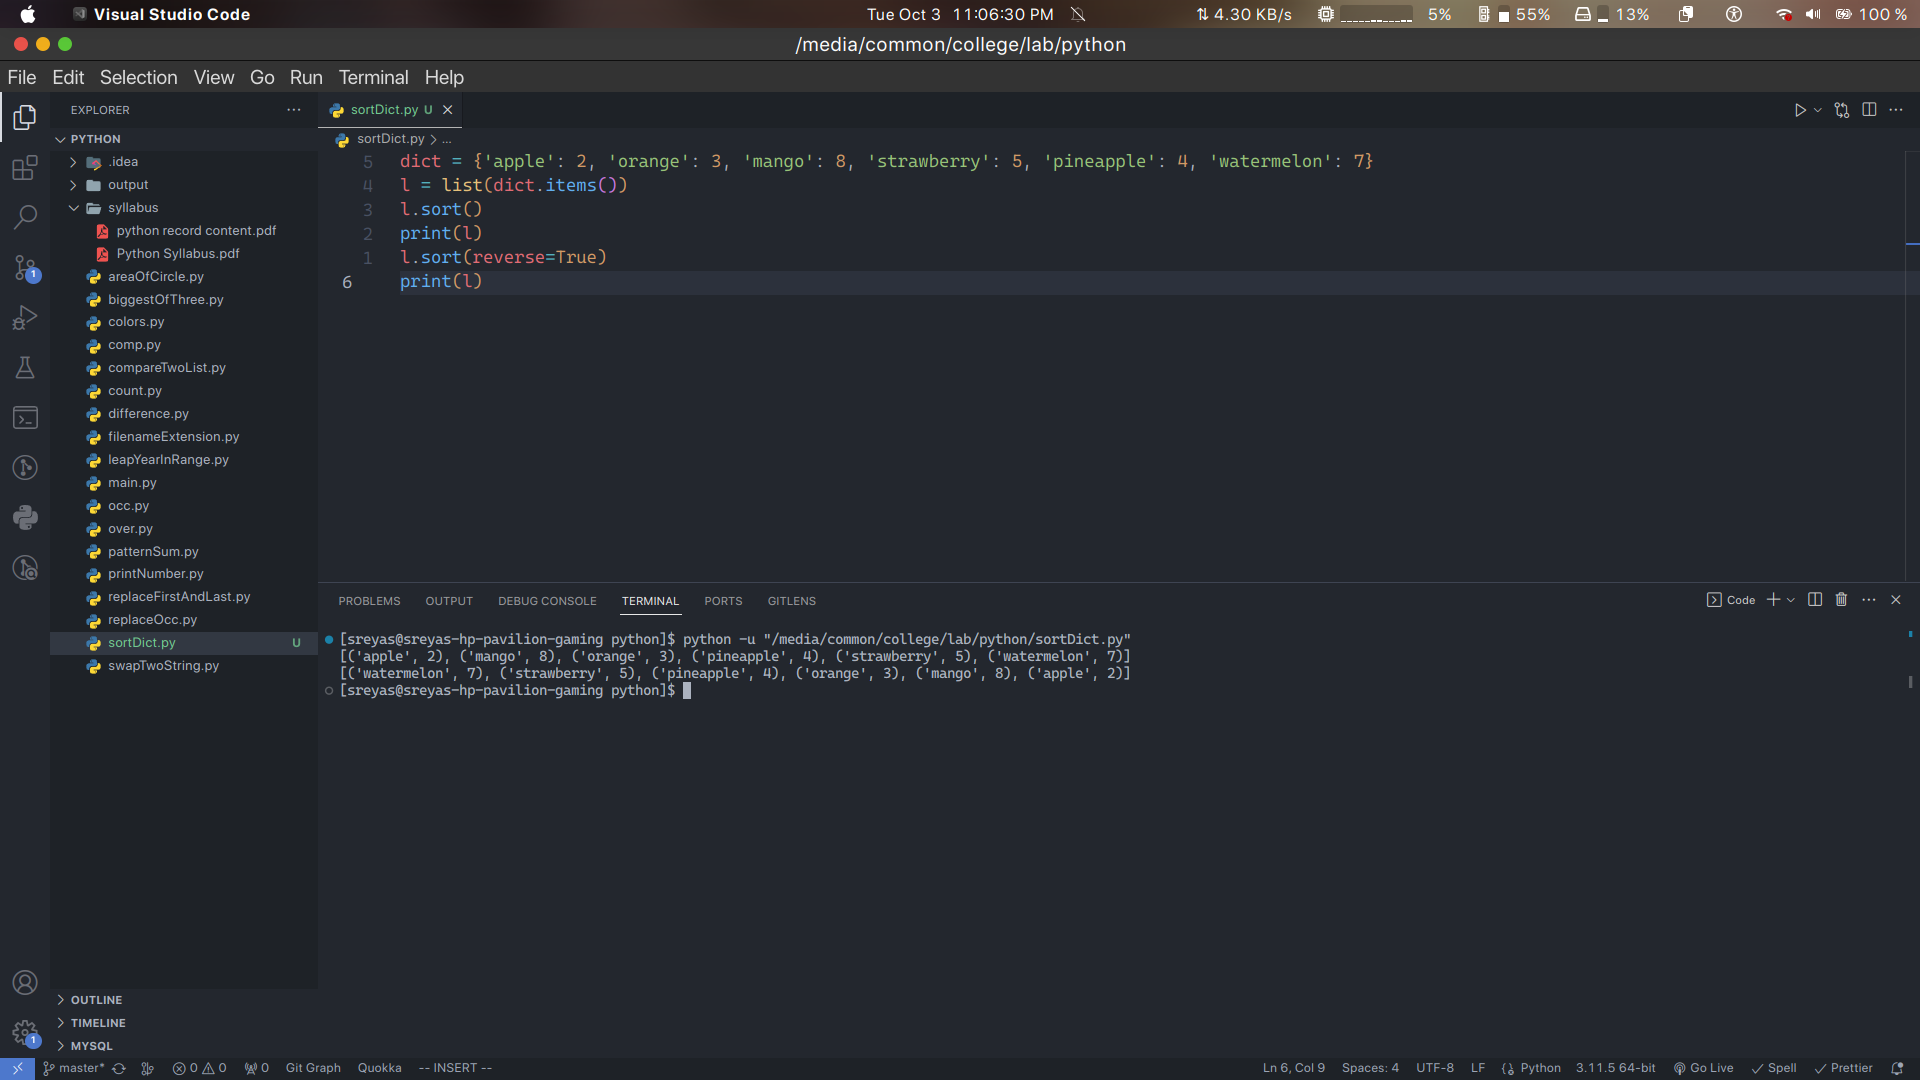 Visual Studio Code
Tue Oct 3 11:06:30 PM
4.30 KB/s
5%
55%
13%
100 %
/media/common/college/lab/python
File Edit Selection View Go Run Terminal Help
EXPLORER
PYTHON
.idea
output
syllabus
python record content.pdf
Python Syllabus.pdf
areaOfCircle.py
biggestOfThree.py
colors.py
comp.py
compareTwoList.py
count.py
difference.py
filenameExtension.py
leapYearInRange.py
main.py
occ.py
over.py
patternSum.py
printNumber.py
replaceFirstAndLast.py
replaceOcc.py
sortDict.py U
swapTwoString.py
OUTLINE
TIMELINE
MYSQL
1
1
sortDict.py U
sortDict.py > ...
5 dict = {'apple': 2, 'orange': 3, 'mango': 8, 'strawberry': 5, 'pineapple': 4, 'watermelon': 7}
4 l = list(dict.items())
3 l.sort()
2 print(l)
1 l.sort(reverse=True)
6 print(l)
PROBLEMS OUTPUT DEBUG CONSOLE TERMINAL PORTS GITLENS
Code
[sreyas@sreyas-hp-pavilion-gaming python]$ python -u "/media/common/college/lab/python/sortDict.py"
[('apple', 2), ('mango', 8), ('orange', 3), ('pineapple', 4), ('strawberry', 5), ('watermelon', 7)]
[('watermelon', 7), ('strawberry', 5), ('pineapple', 4), ('orange', 3), ('mango', 8), ('apple', 2)]
[sreyas@sreyas-hp-pavilion-gaming python]$
master* 0 0 0 Git Graph Quokka -- INSERT --
Ln 6, Col 9 Spaces: 4 UTF-8 LF Python 3.11.5 64-bit Go Live Spell Prettier